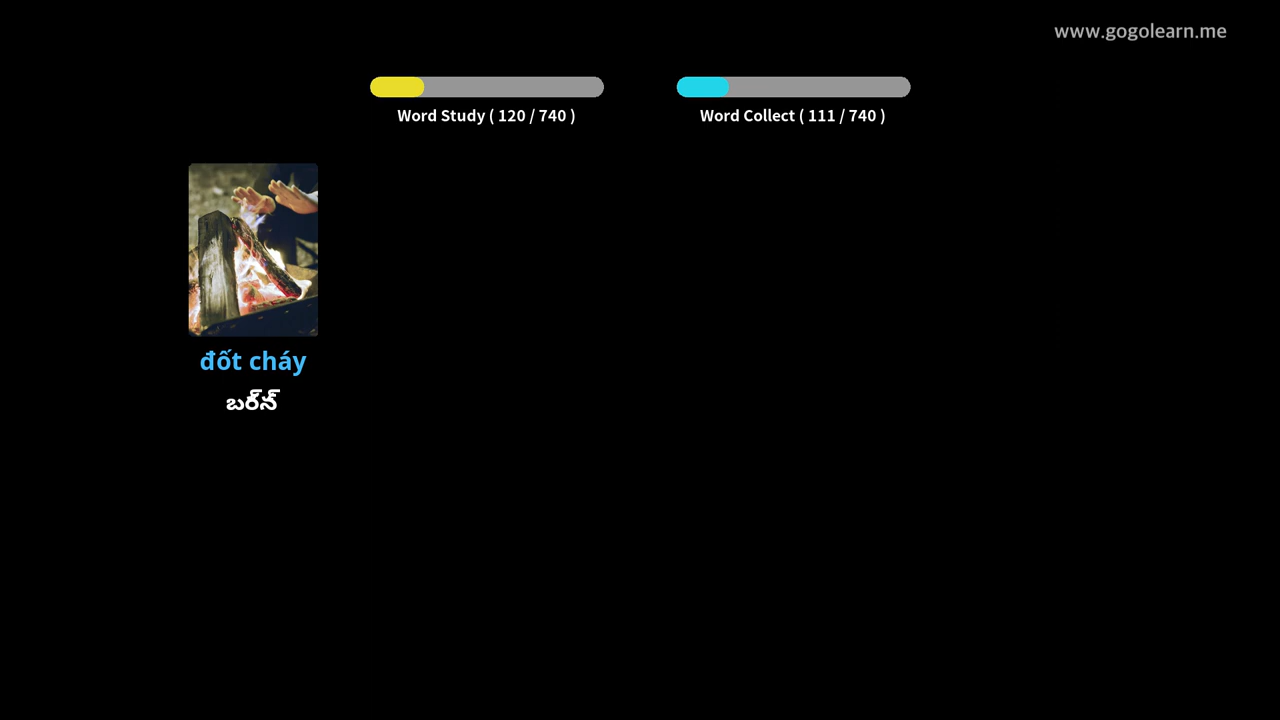 www.gogolearn.me
Word Study ( 120 / 740 )
Word Collect ( 111 / 740 )
đốt cháy
బర్న్